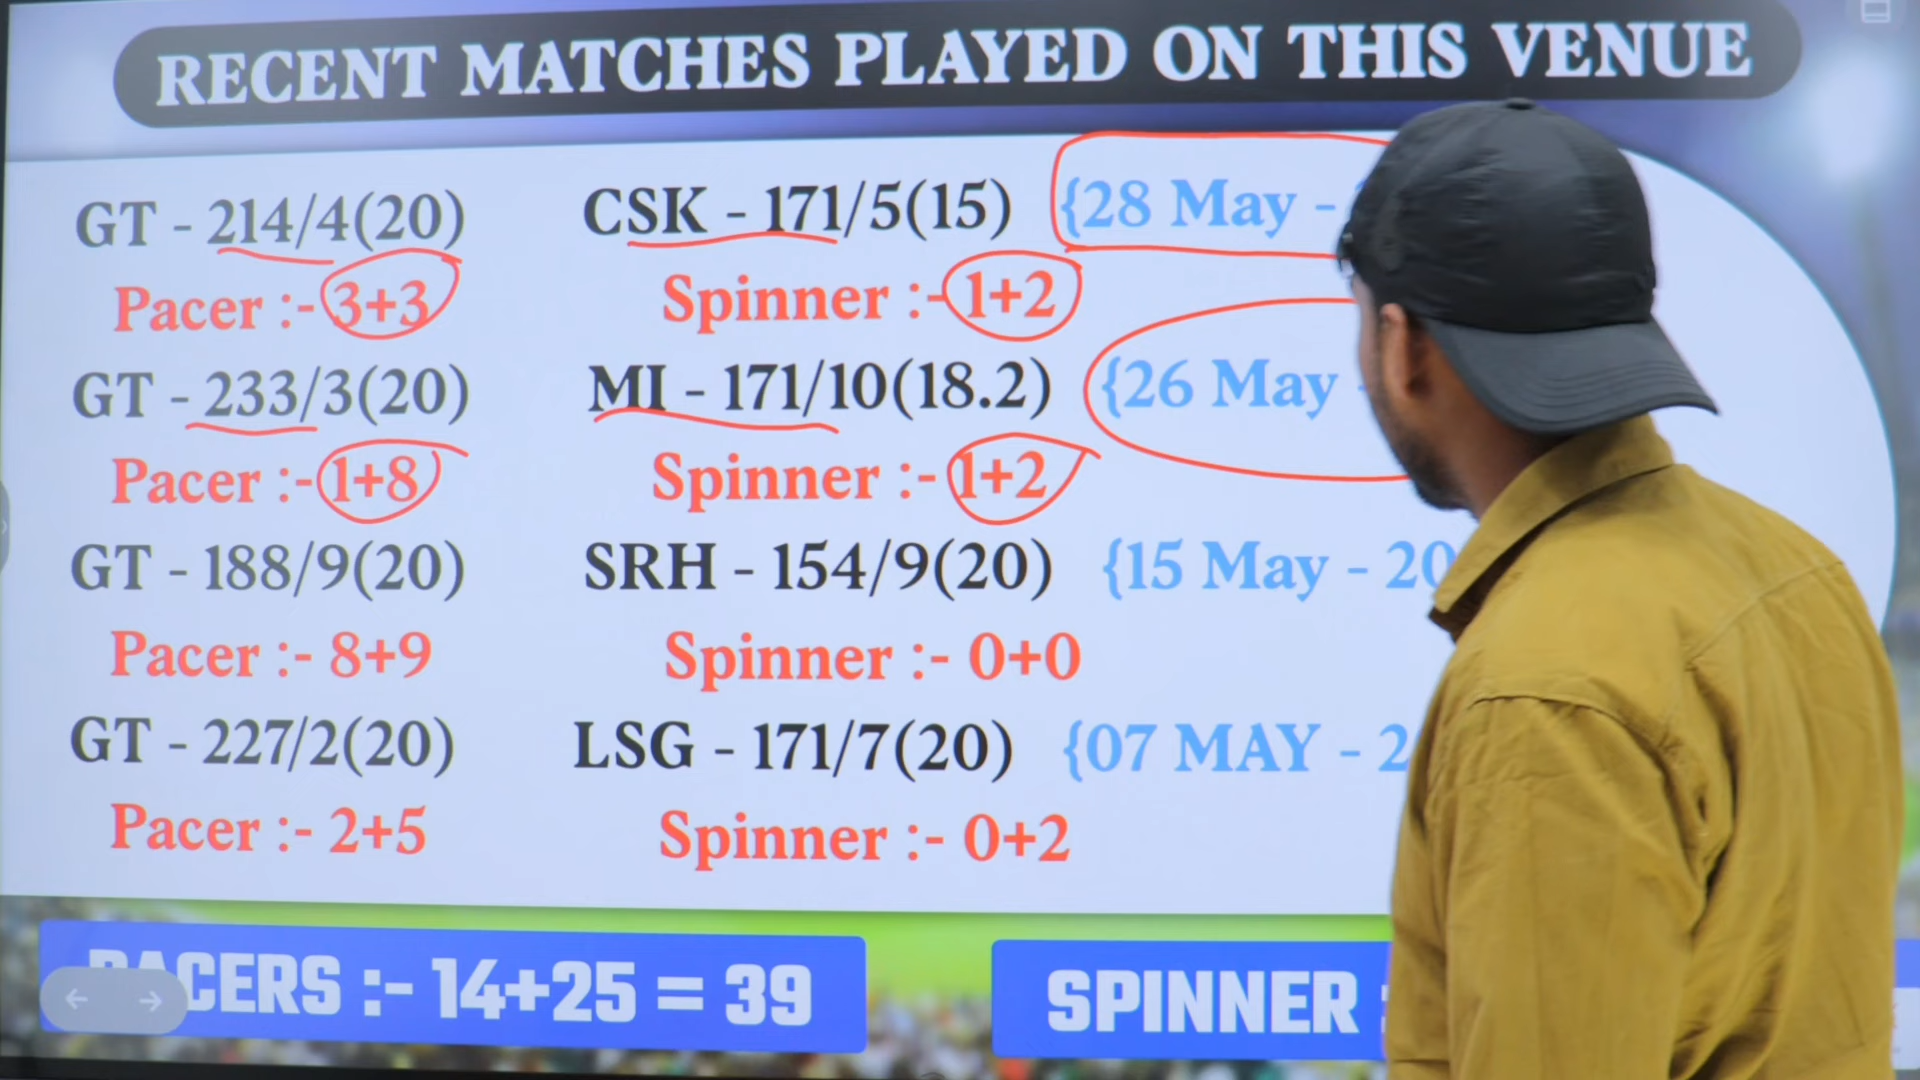 RECENT MATCHES PLAYED ON THIS VENUE
GT - 214/4(20) CSK - 171/5(15) {28 May -
Pacer :- 3+3 Spinner :- 1+2
GT - 233/3(20) MI - 171/10(18.2) {26 May -
Pacer :- 1+8 Spinner :- 1+2
GT - 188/9(20) SRH - 154/9(20) {15 May - 20
Pacer :- 8+9 Spinner :- 0+0
GT - 227/2(20) LSG - 171/7(20) {07 MAY - 2
Pacer :- 2+5 Spinner :- 0+2
PACERS :- 14+25 = 39 SPINNER :